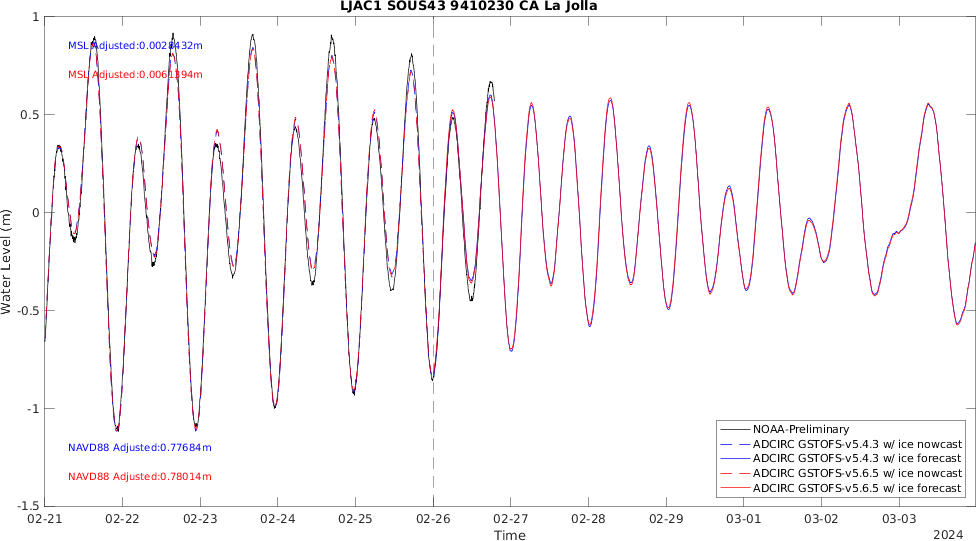 LJAC1 SOUS43 9410230 CA La Jolla
MSL Adjusted:0.0028432m
MSL Adjusted:0.0061394m
NAVD88 Adjusted:0.77684m
NAVD88 Adjusted:0.78014m
Water Level (m)
1
0.5
0
-0.5
-1
-1.5
NOAA-Preliminary
ADCIRC GSTOFS-v5.4.3 w/ ice nowcast
ADCIRC GSTOFS-v5.4.3 w/ ice forecast
ADCIRC GSTOFS-v5.6.5 w/ ice nowcast
ADCIRC GSTOFS-v5.6.5 w/ ice forecast
02-21 02-22 02-23 02-24 02-25 02-26 02-27 02-28 02-29 03-01 03-02 03-03
Time
2024